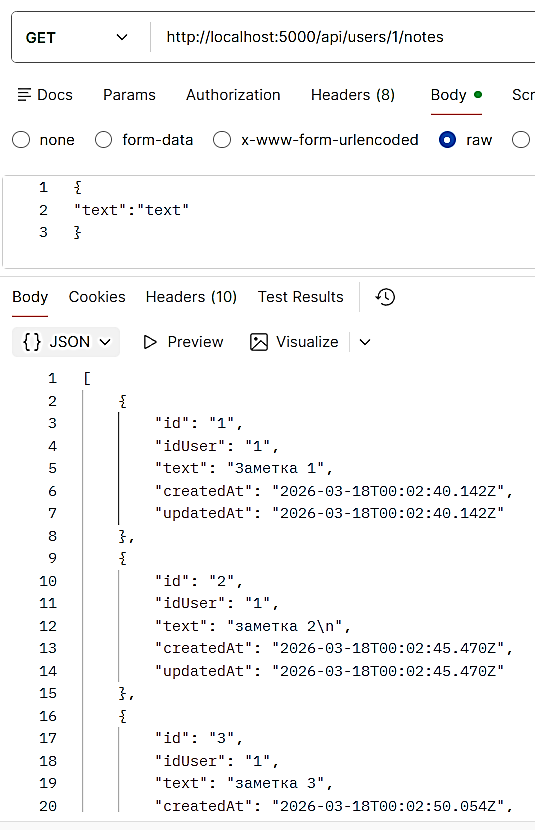 GET http://localhost:5000/api/users/1/notes
Docs Params Authorization Headers (8) Body Scr
none form-data x-www-form-urlencoded raw
1 {
2 "text":"text"
3 }
Body Cookies Headers (10) Test Results
{} JSON Preview Visualize
1 [
2 {
3 "id": "1",
4 "idUser": "1",
5 "text": "Заметка 1",
6 "createdAt": "2026-03-18T00:02:40.142Z",
7 "updatedAt": "2026-03-18T00:02:40.142Z"
8 },
9 {
10 "id": "2",
11 "idUser": "1",
12 "text": "заметка 2\n",
13 "createdAt": "2026-03-18T00:02:45.470Z",
14 "updatedAt": "2026-03-18T00:02:45.470Z"
15 },
16 {
17 "id": "3",
18 "idUser": "1",
19 "text": "заметка 3",
20 "createdAt": "2026-03-18T00:02:50.054Z",